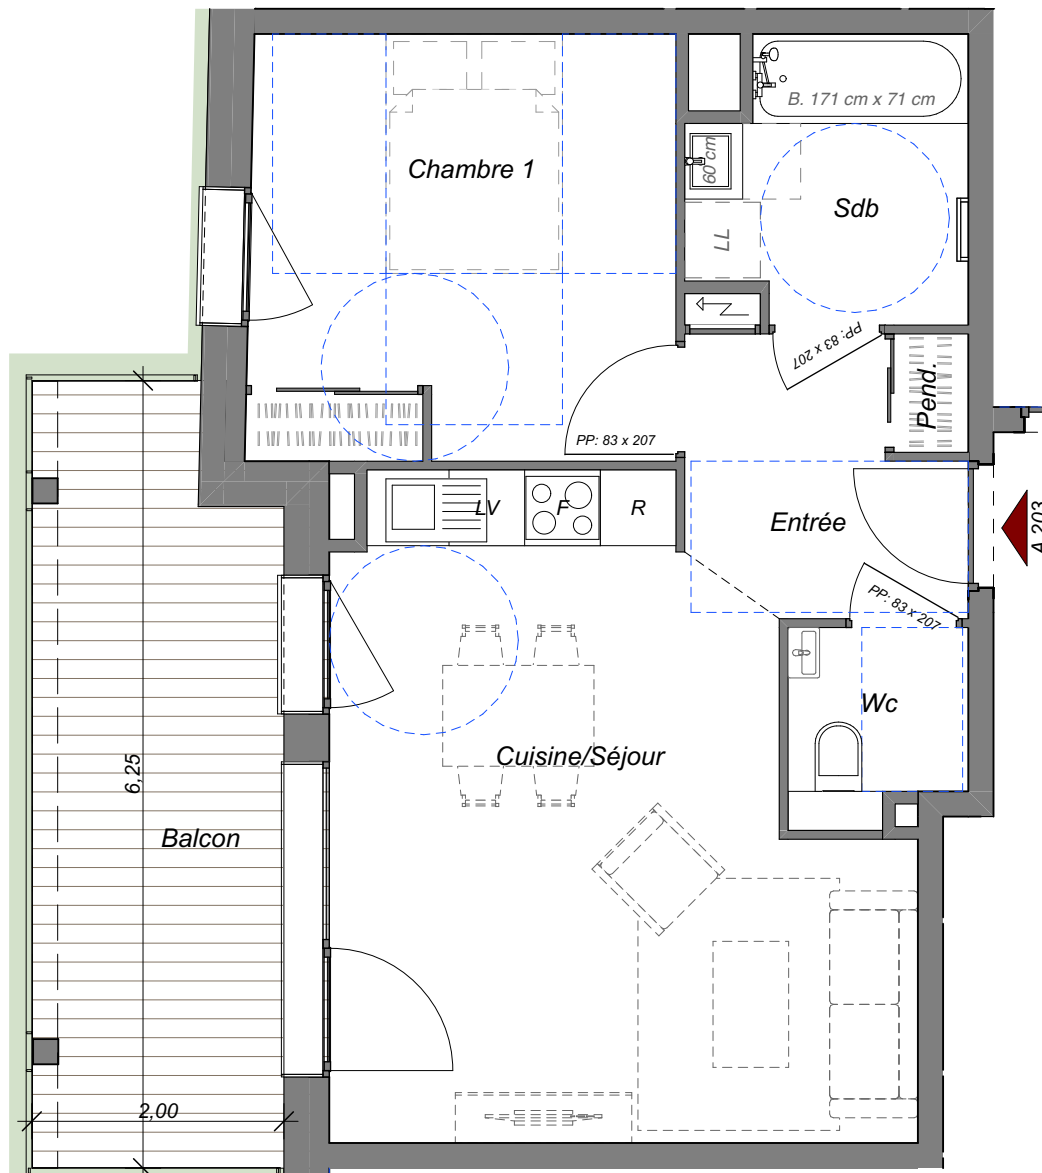 B. 171 cm x 71 cm
Chambre 1
60 cm
Sdb
LL
PP: 83 x 207
Pend.
PP: 83 x 207
LV
F
R
Entrée
A 203
PP: 83 x 207
Wc
Cuisine/Séjour
6,25
Balcon
2,00